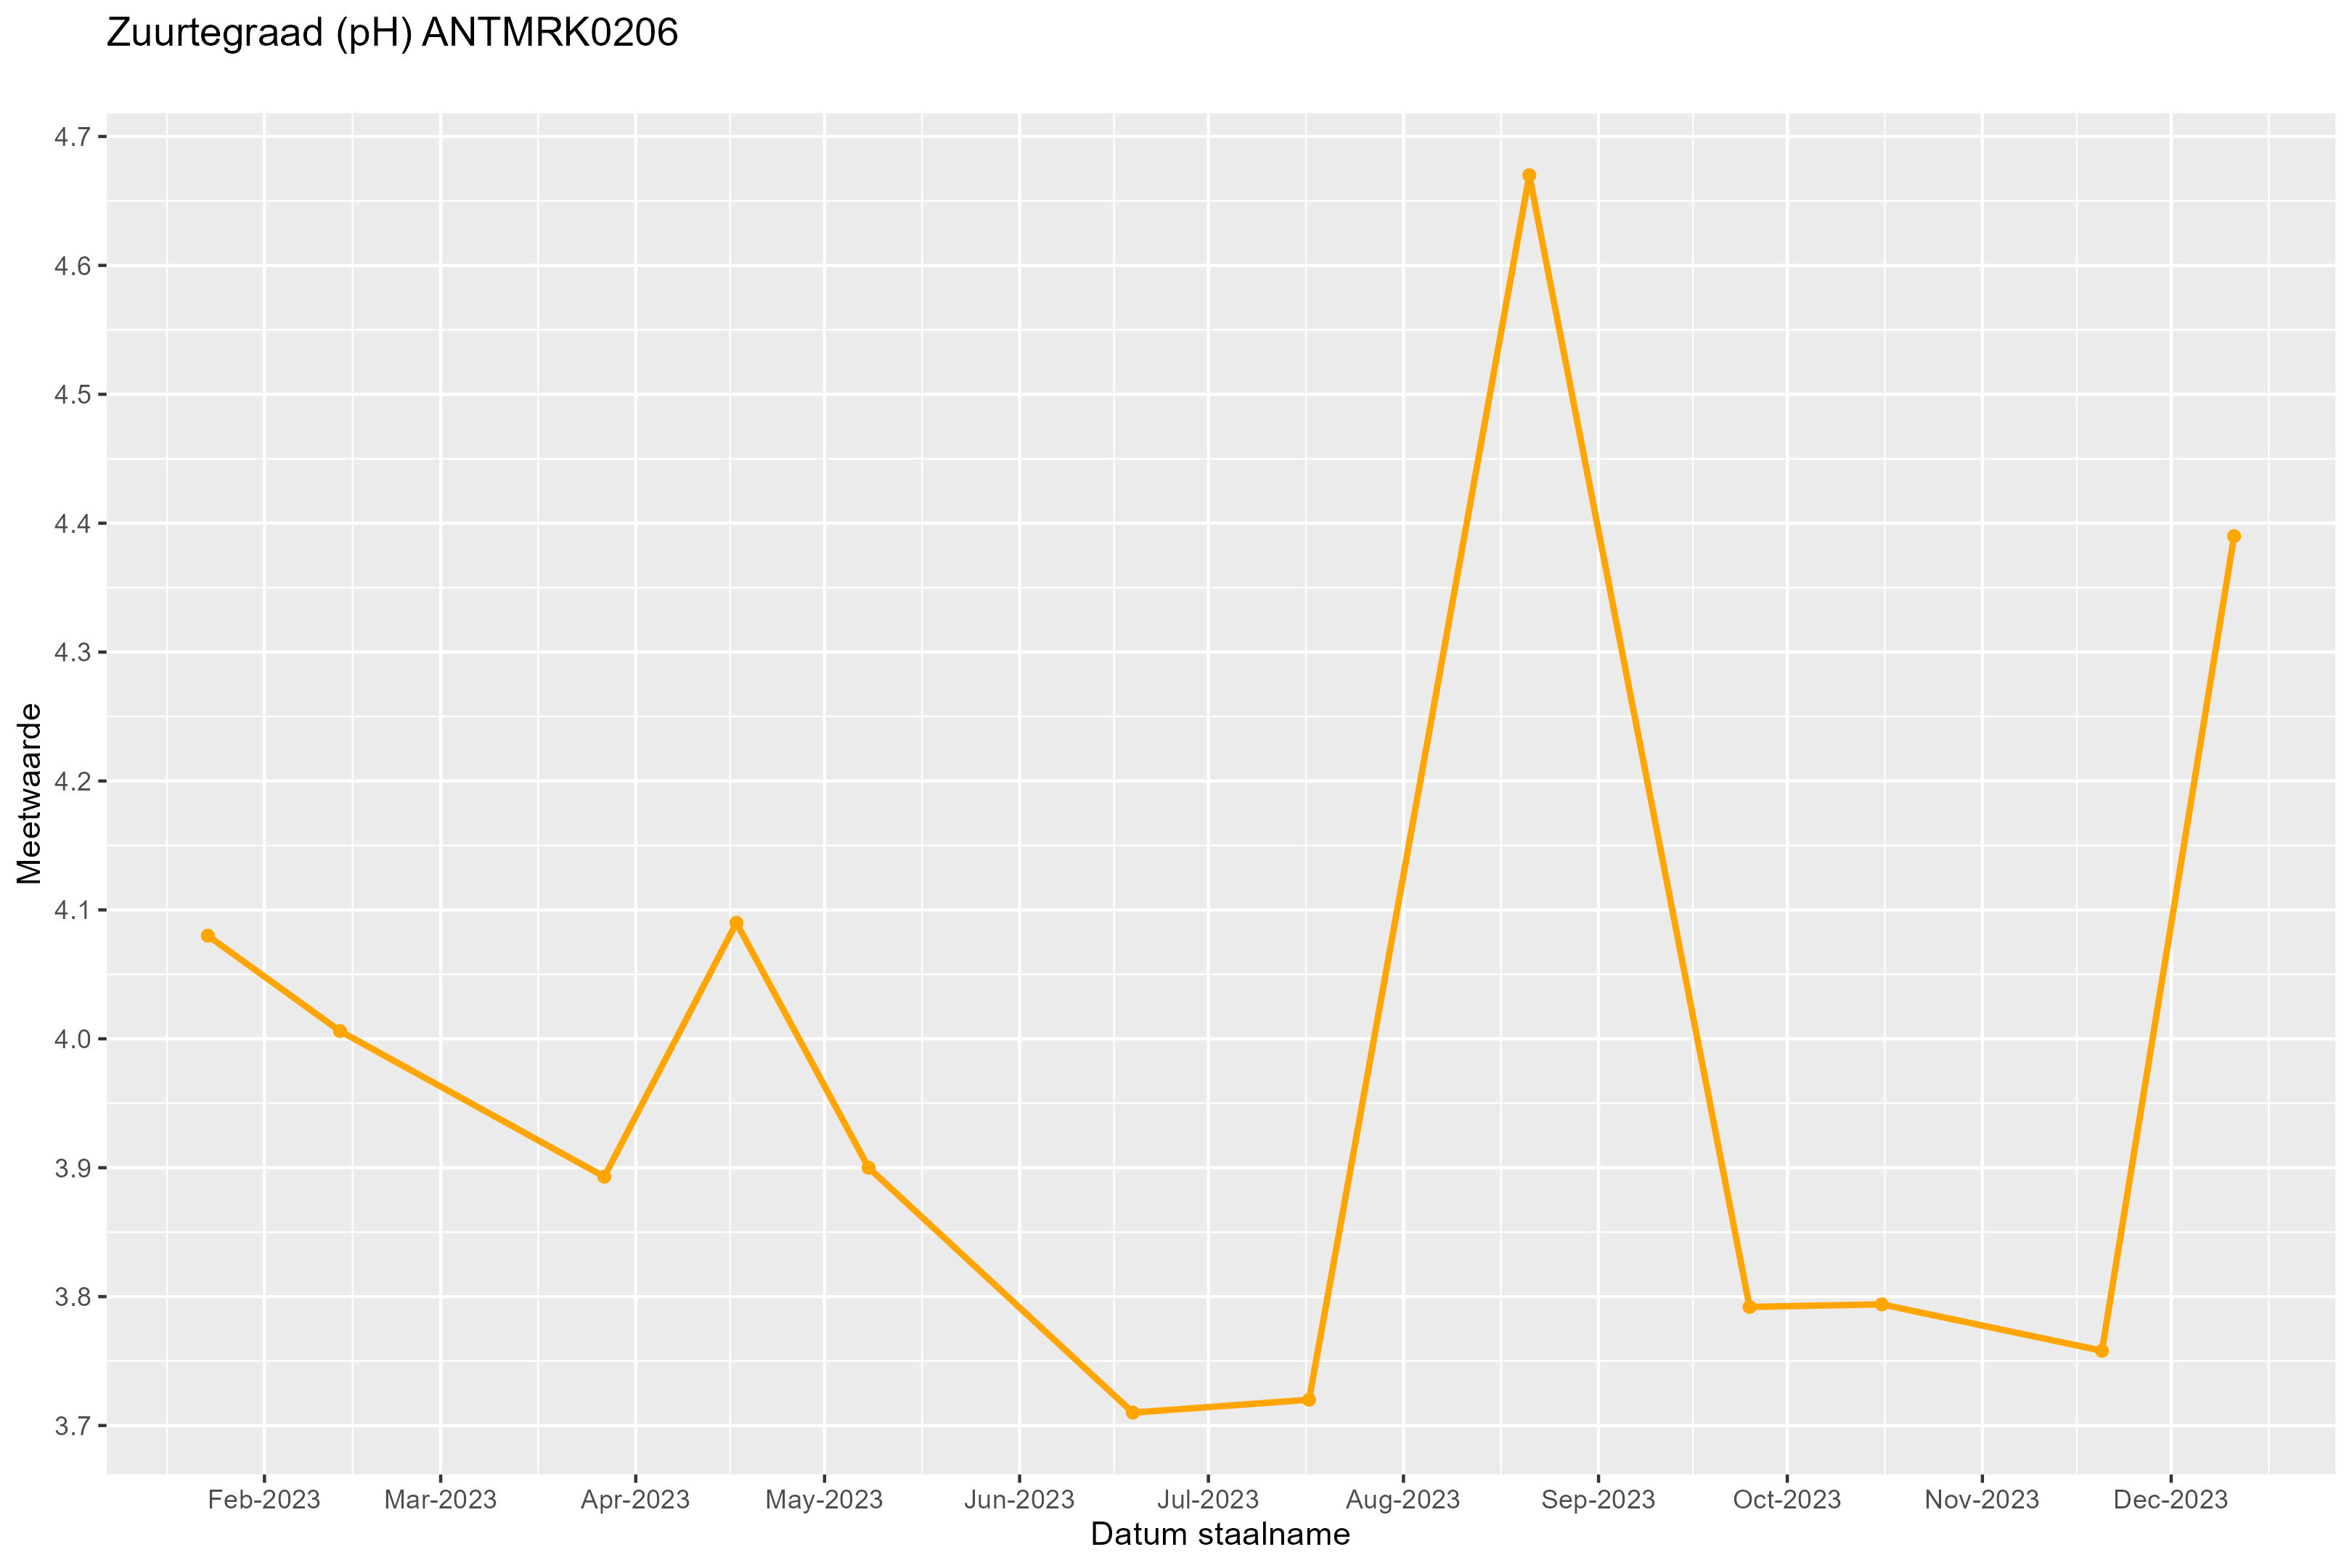 Zuurtegraad (pH) ANTMRK0206
Meetwaarde
4.7
4.6
4.5
4.4
4.3
4.2
4.1
4.0
3.9
3.8
3.7
Feb-2023 Mar-2023 Apr-2023 May-2023 Jun-2023 Jul-2023 Aug-2023 Sep-2023 Oct-2023 Nov-2023 Dec-2023
Datum staalname